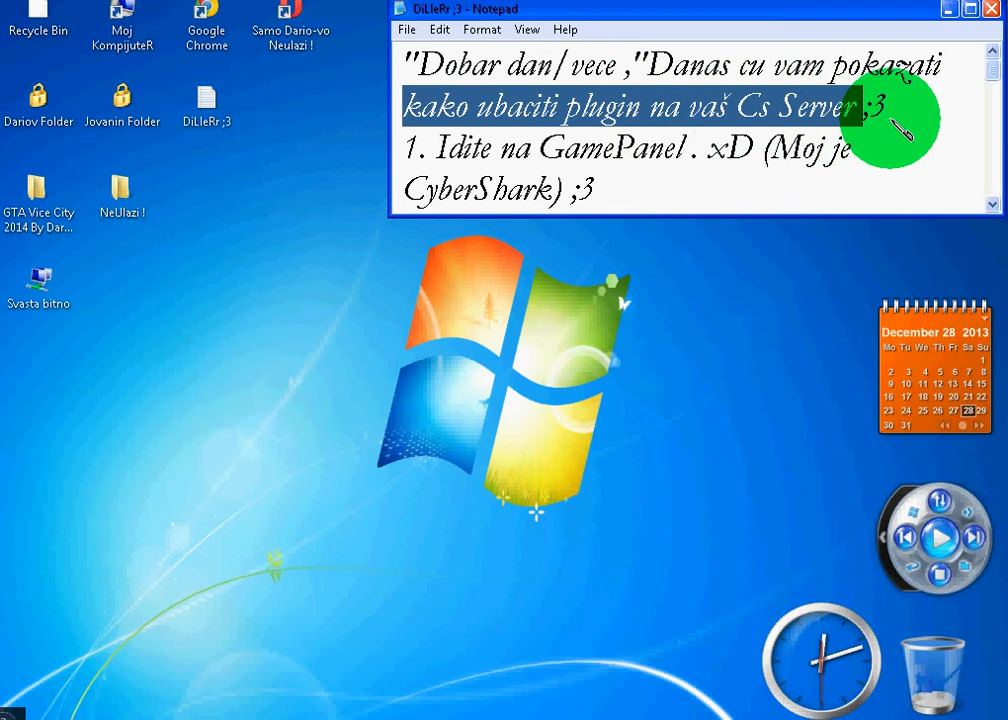 DiLleRr ;3 - Notepad
File Edit Format View Help
"Dobar dan/vece ,"Danas cu vam pokazati
kako ubaciti plugin na vaš Cs Server ;3
1. Idite na GamePanel . xD (Moj je
CyberShark) ;3
Recycle Bin
Moj
KompijuteR
Google
Chrome
Samo Dario-vo
Neulazi !
Dariov Folder
Jovanin Folder
DiLleRr ;3
GTA Vice City
2014 By Dar...
NeUlazi !
Svasta bitno
December 28 2013
Mo Tu We Th Fr Sa Su
1
2 3 4 5 6 7 8
9 10 11 12 13 14 15
16 17 18 19 20 21 22
23 24 25 26 27 28 29
30 31